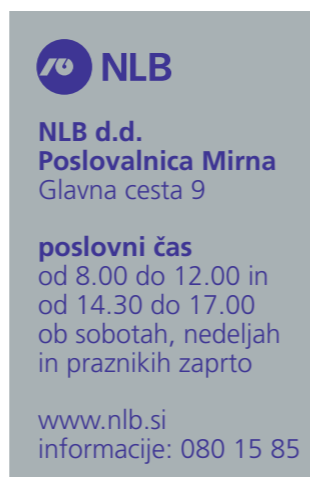 NLB
NLB d.d.
Poslovalnica Mirna
Glavna cesta 9
poslovni čas
od 8.00 do 12.00 in
od 14.30 do 17.00
ob sobotah, nedeljah
in praznikih zaprto
www.nlb.si
informacije: 080 15 85